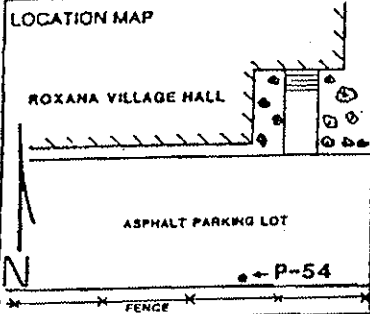 LOCATION MAP
ROXANA VILLAGE HALL
ASPHALT PARKING LOT
P-54
N
FENCE